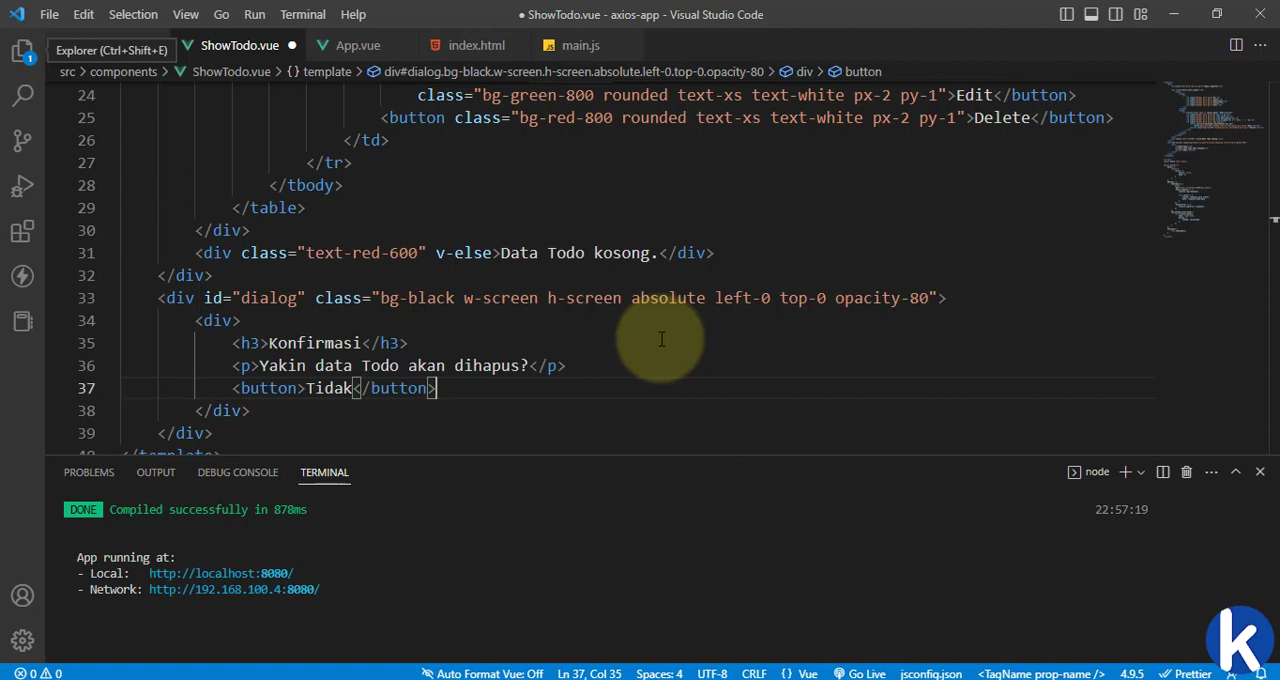 File Edit Selection View Go Run Terminal Help
● ShowTodo.vue - axios-app - Visual Studio Code
Explorer (Ctrl+Shift+E)
ShowTodo.vue ● App.vue index.html JS main.js
src > components > ShowTodo.vue > {} template > div#dialog.bg-black.w-screen.h-screen.absolute.left-0.top-0.opacity-80 > div > button
24 class="bg-green-800 rounded text-xs text-white px-2 py-1">Edit</button>
25 <button class="bg-red-800 rounded text-xs text-white px-2 py-1">Delete</button>
26 </td>
27 </tr>
28 </tbody>
29 </table>
30 </div>
31 <div class="text-red-600" v-else>Data Todo kosong.</div>
32 </div>
33 <div id="dialog" class="bg-black w-screen h-screen absolute left-0 top-0 opacity-80">
34 <div>
35 <h3>Konfirmasi</h3>
36 <p>Yakin data Todo akan dihapus?</p>
37 <button>Tidak</button>
38 </div>
39 </div>
40 </template>
PROBLEMS OUTPUT DEBUG CONSOLE TERMINAL
node
DONE Compiled successfully in 878ms 22:57:19
App running at:
- Local: http://localhost:8080/
- Network: http://192.168.100.4:8080/
0 0 Auto Format Vue: Off Ln 37, Col 35 Spaces: 4 UTF-8 CRLF {} Vue Go Live jsconfig.json <TagName prop-name /> 4.9.5 Prettier
1
k